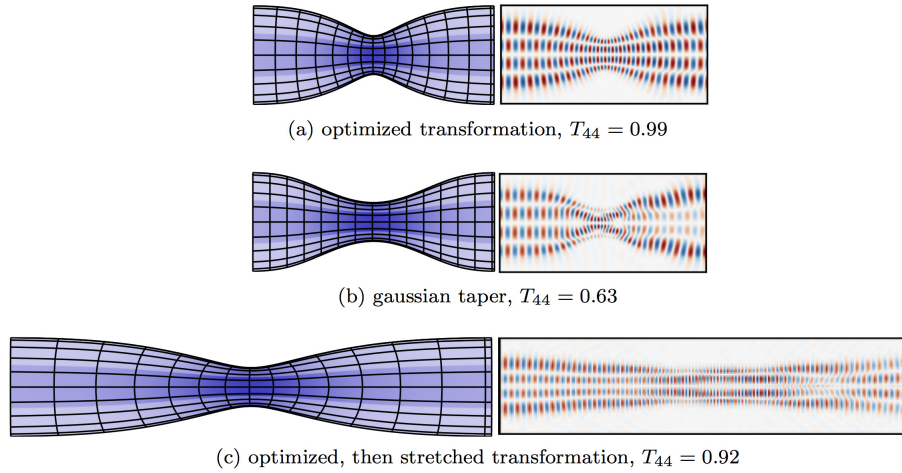 (a) optimized transformation, T₄₄ = 0.99
(b) gaussian taper, T₄₄ = 0.63
(c) optimized, then stretched transformation, T₄₄ = 0.92